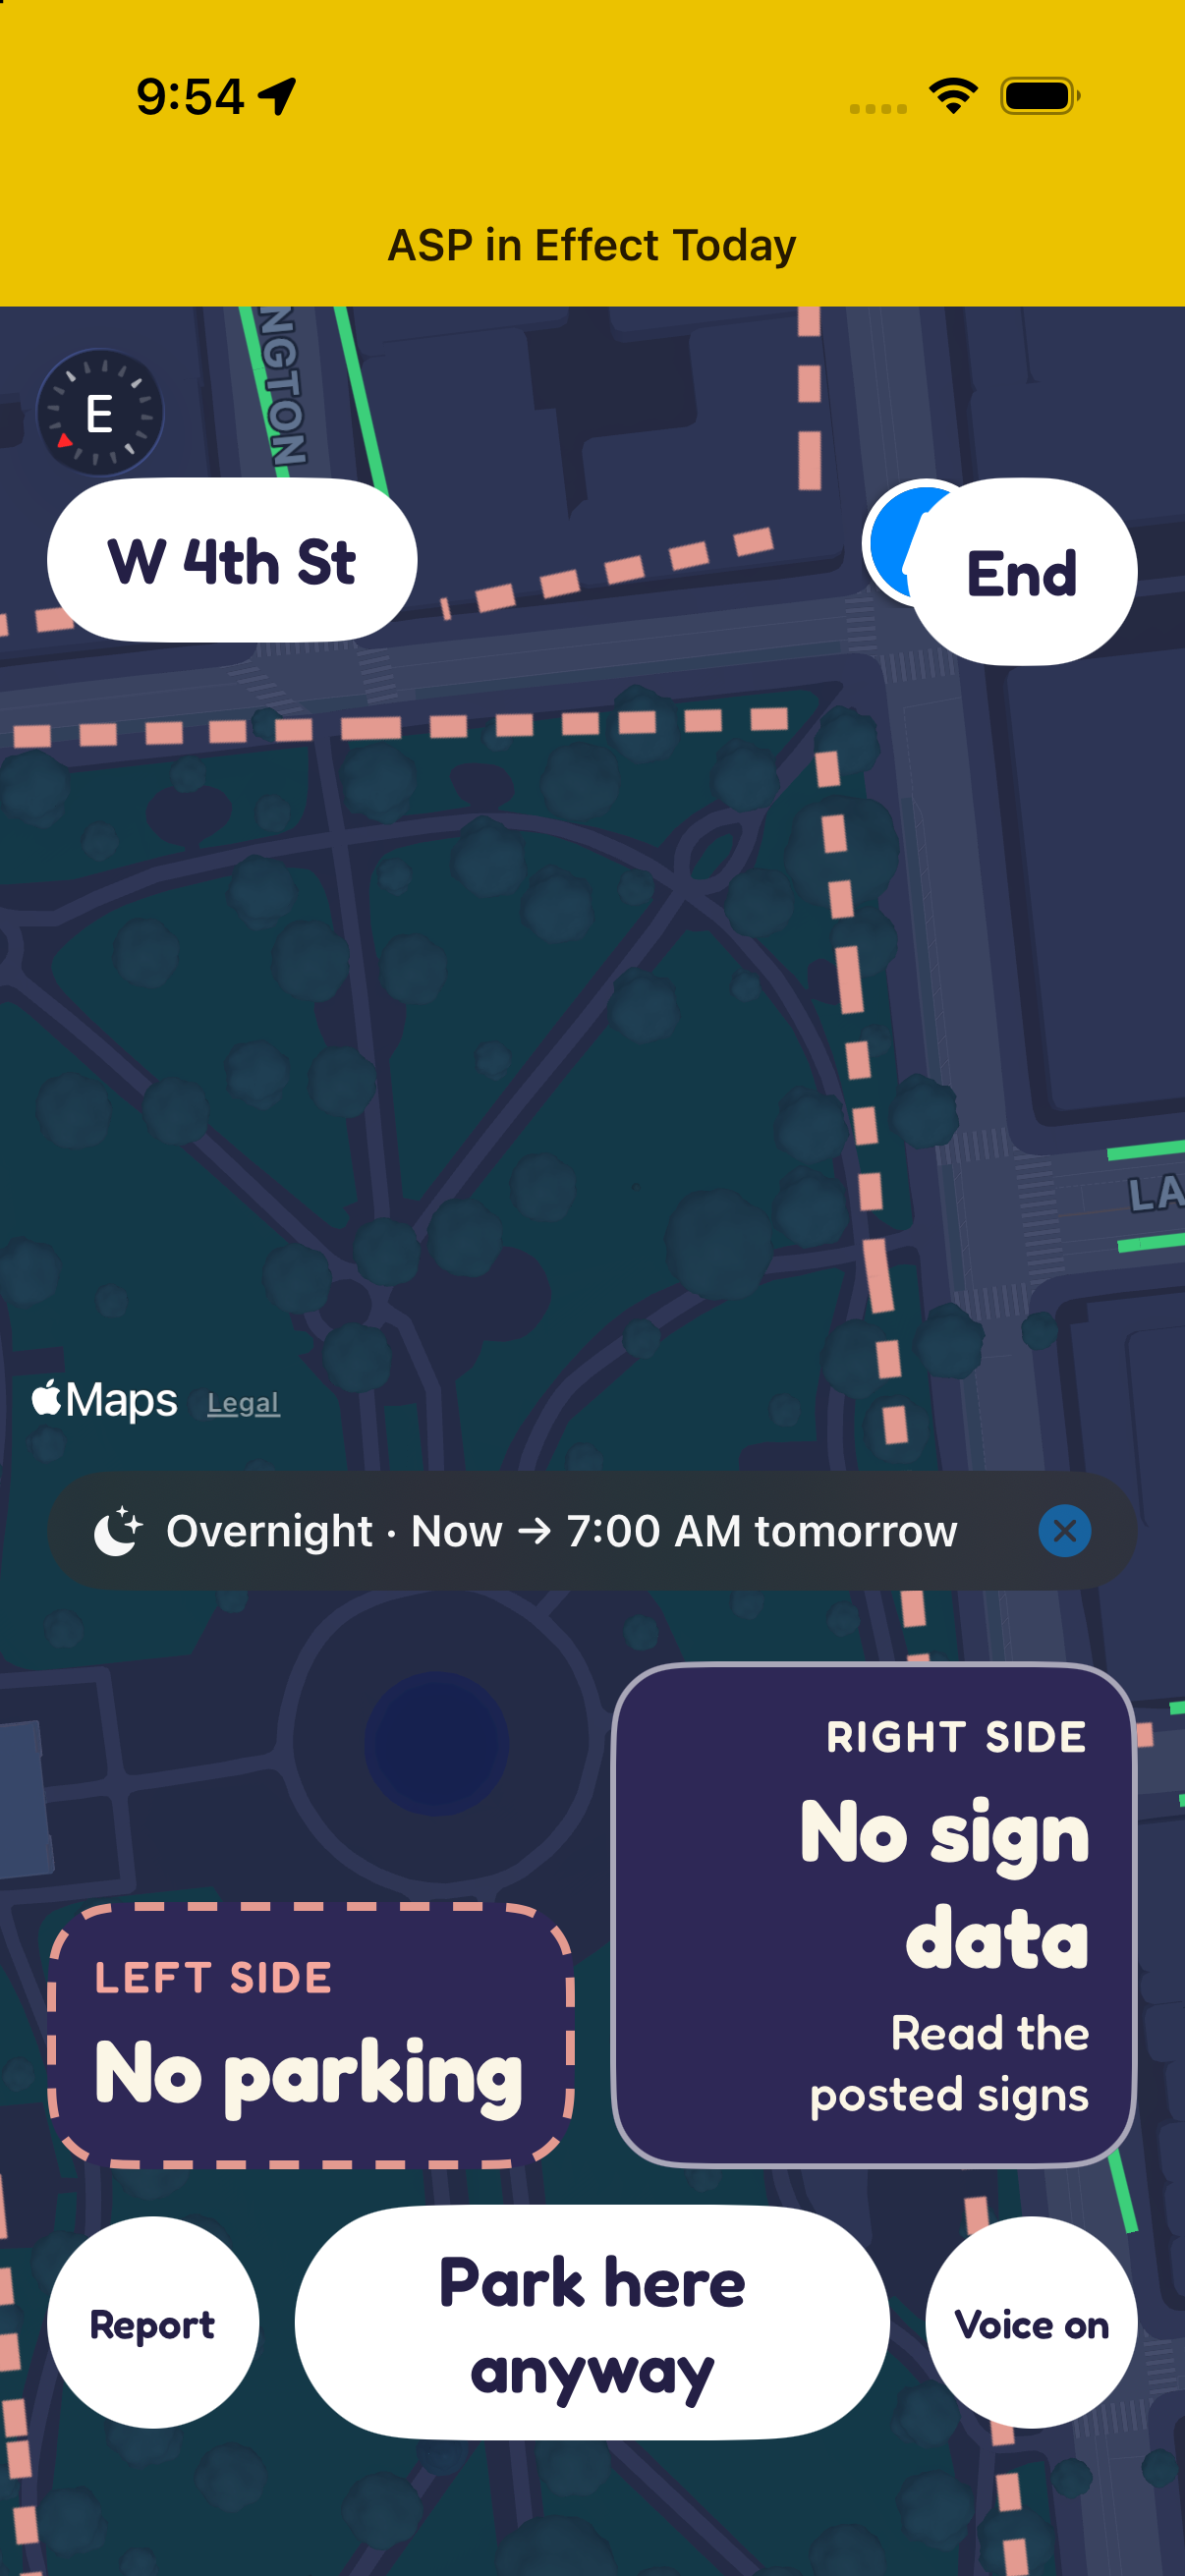 9:54
ASP in Effect Today
NGTON
E
W 4th St
End
LA
Maps Legal
Overnight · Now → 7:00 AM tomorrow
RIGHT SIDE
No sign
data
Read the
posted signs
LEFT SIDE
No parking
Report
Park here
anyway
Voice on